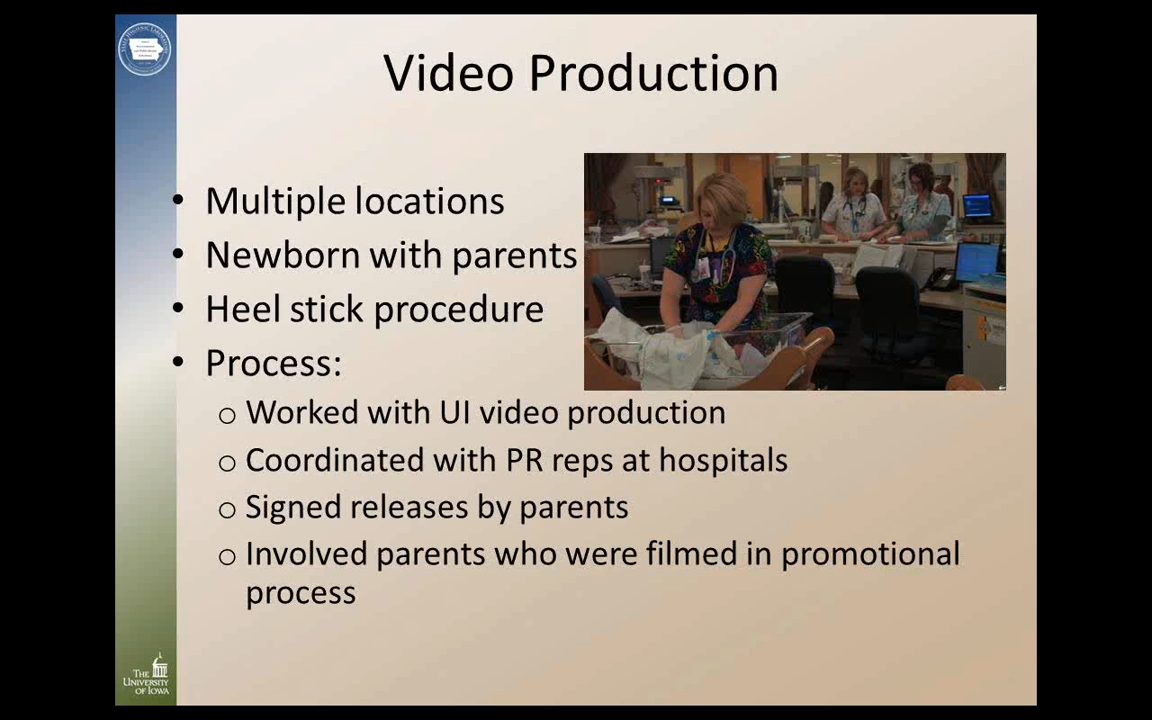 Video Production
• Multiple locations
• Newborn with parents
• Heel stick procedure
• Process:
o Worked with UI video production
o Coordinated with PR reps at hospitals
o Signed releases by parents
o Involved parents who were filmed in promotional
process
THE
UNIVERSITY
OF IOWA